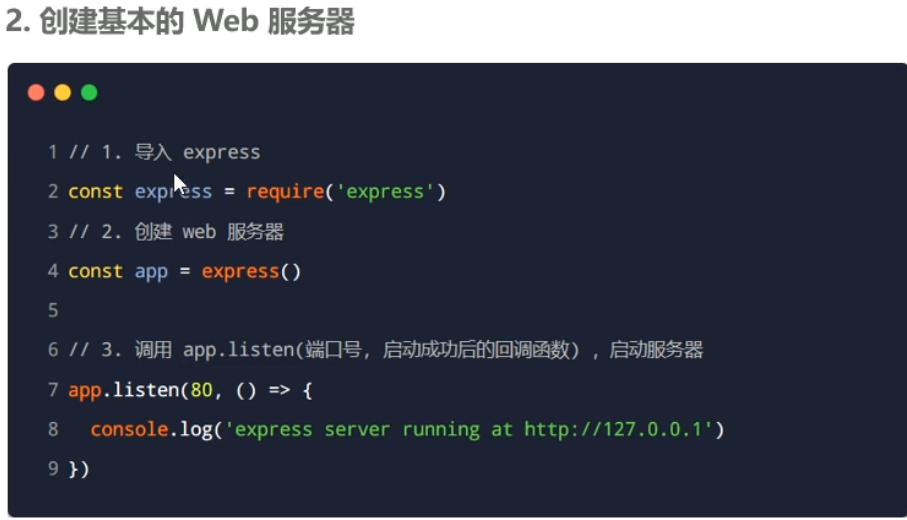 2. 创建基本的 Web 服务器
1 // 1. 导入 express
2 const express = require('express')
3 // 2. 创建 web 服务器
4 const app = express()
5
6 // 3. 调用 app.listen(端口号, 启动成功后的回调函数) , 启动服务器
7 app.listen(80, () => {
8   console.log('express server running at http://127.0.0.1')
9 })